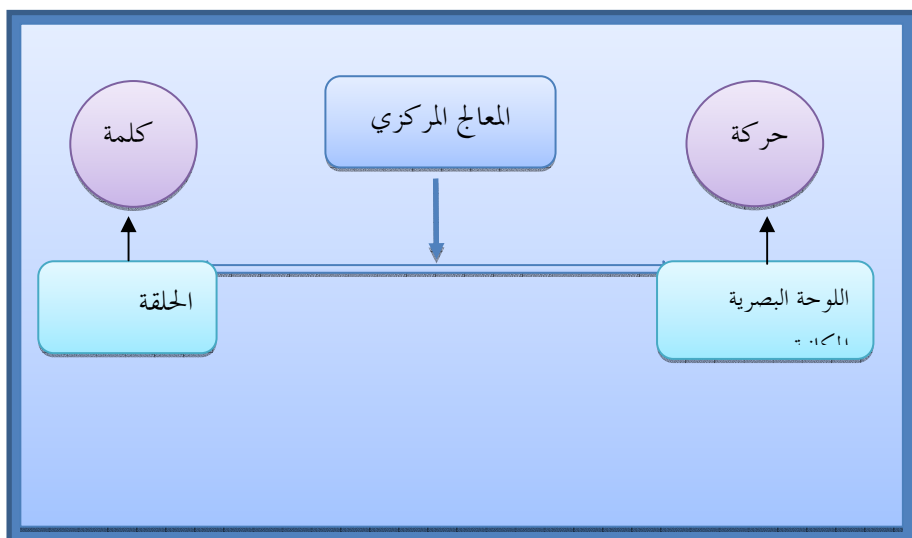 حركة
المعالج المركزي
كلمة
اللوحة البصرية
الحلقة